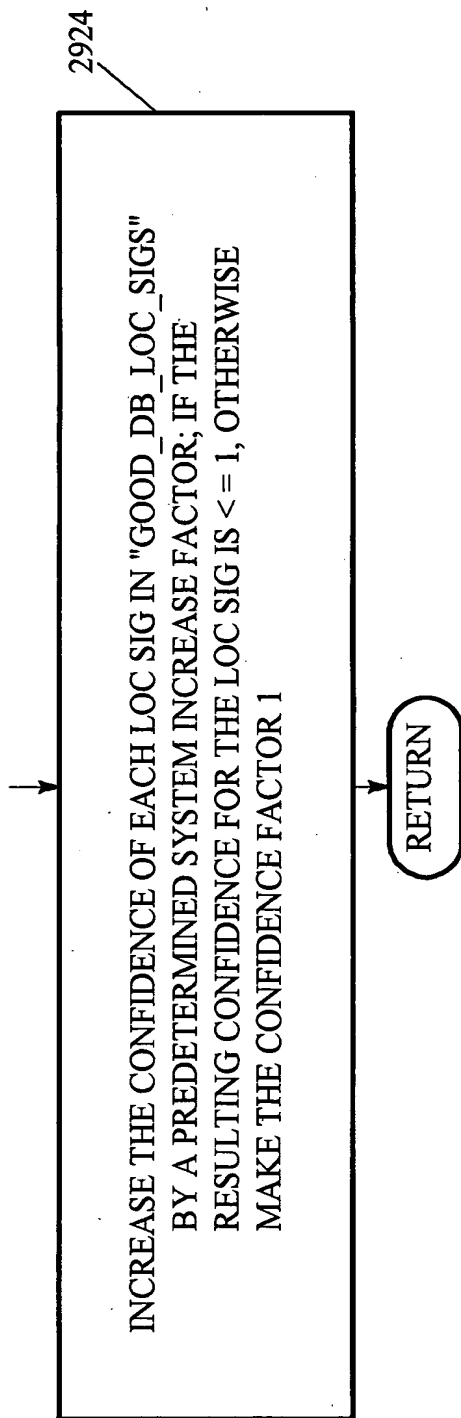 2924
INCREASE THE CONFIDENCE OF EACH LOC SIG IN "GOOD_DB_LOC_SIGS"
BY A PREDETERMINED SYSTEM INCREASE FACTOR; IF THE
RESULTING CONFIDENCE FOR THE LOC SIG IS <= 1, OTHERWISE
MAKE THE CONFIDENCE FACTOR 1
RETURN